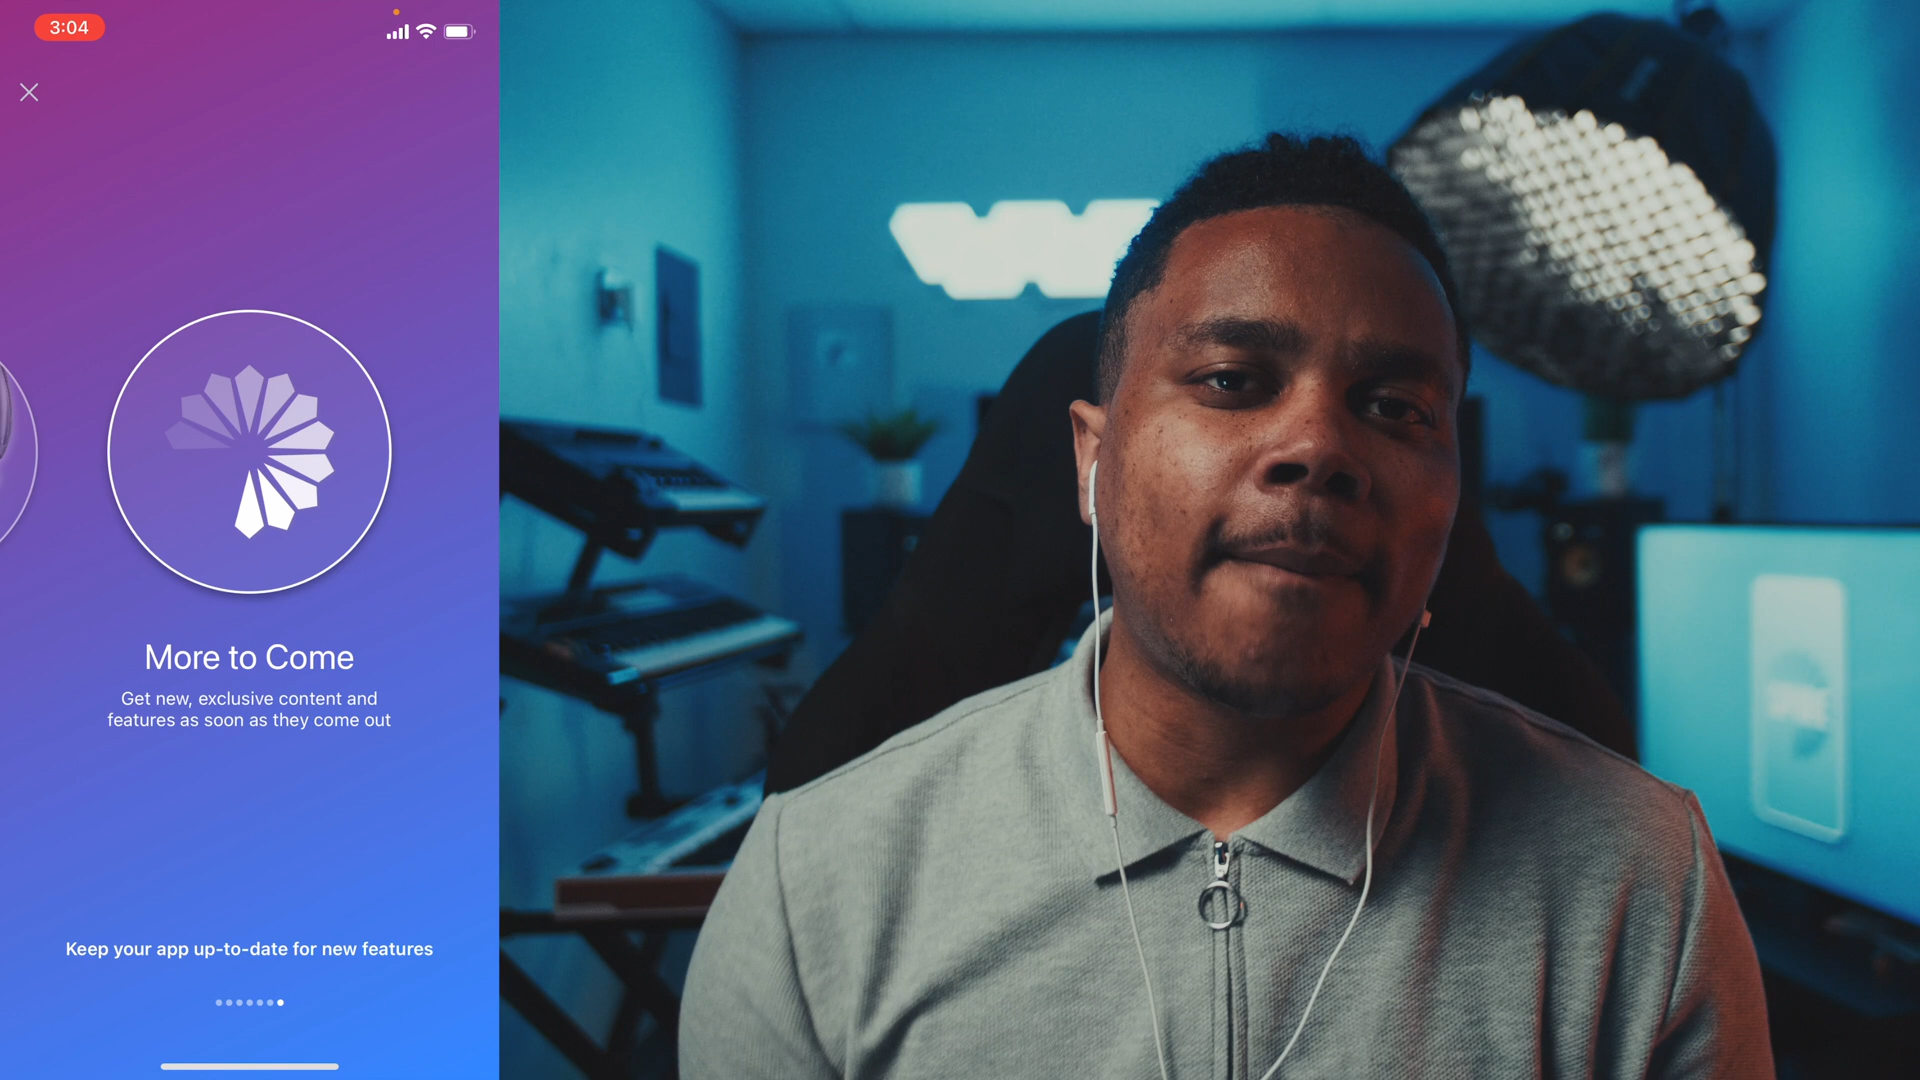 3:04
More to Come
Get new, exclusive content and
features as soon as they come out
Keep your app up-to-date for new features